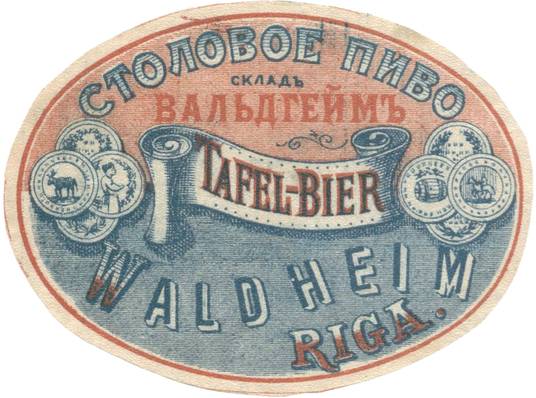 СТОЛОВОЕ ПИВО
СКЛАДЪ
ВАЛЬДГЕЙМЪ
TAFEL-BIER
WALDHEIM
RIGA.